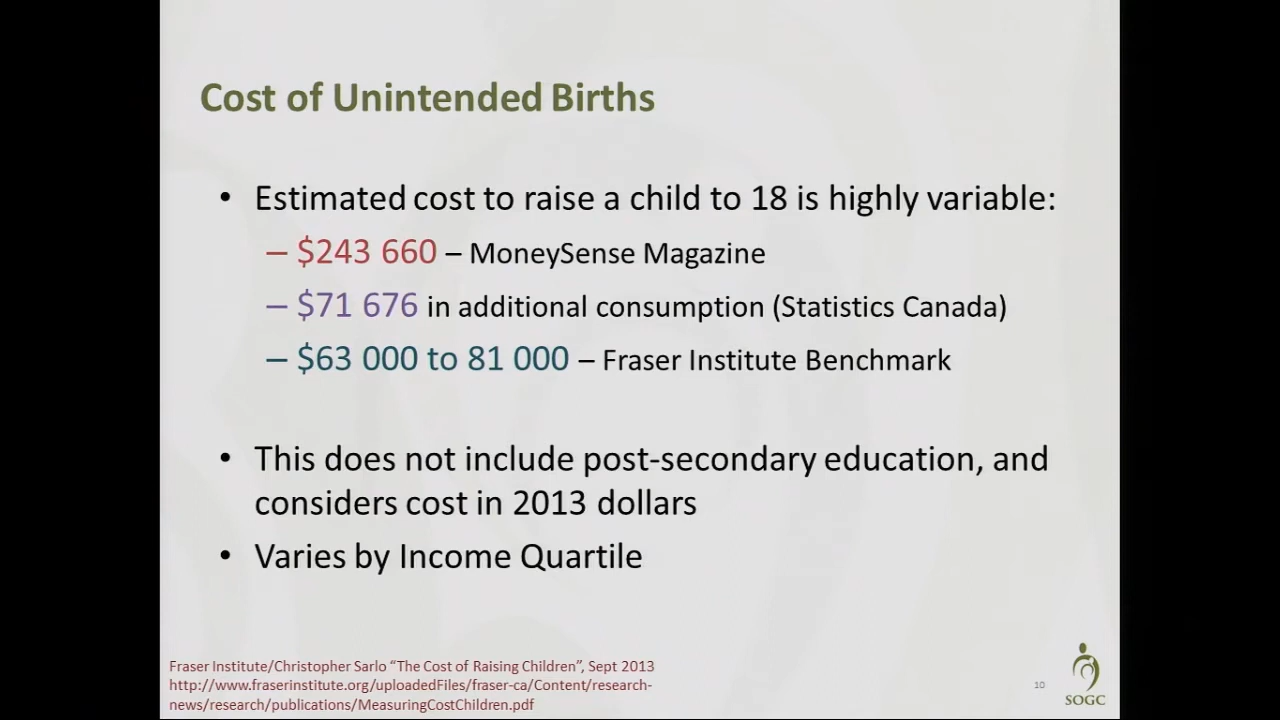 Cost of Unintended Births
• Estimated cost to raise a child to 18 is highly variable:
– $243 660 – MoneySense Magazine
– $71 676 in additional consumption (Statistics Canada)
– $63 000 to 81 000 – Fraser Institute Benchmark
• This does not include post-secondary education, and
considers cost in 2013 dollars
• Varies by Income Quartile
Fraser Institute/Christopher Sarlo “The Cost of Raising Children”, Sept 2013
http://www.fraserinstitute.org/uploadedFiles/fraser-ca/Content/research-
news/research/publications/MeasuringCostChildren.pdf
10
SOGC